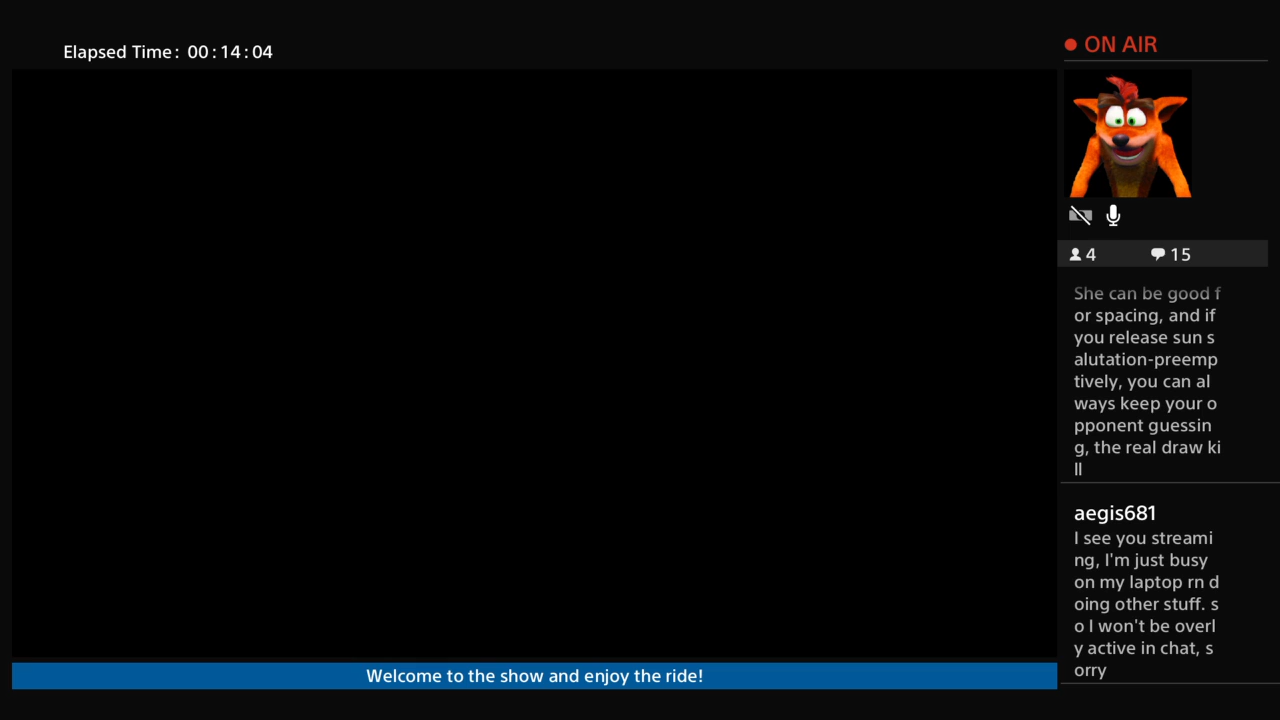 Elapsed Time: 00:14:04
ON AIR
4 15
She can be good f
or spacing, and if
you release sun s
alutation-preemp
tively, you can al
ways keep your o
pponent guessin
g, the real draw ki
ll
aegis681
I see you streami
ng, I'm just busy
on my laptop rn d
oing other stuff. s
o I won't be overl
y active in chat, s
orry
Welcome to the show and enjoy the ride!